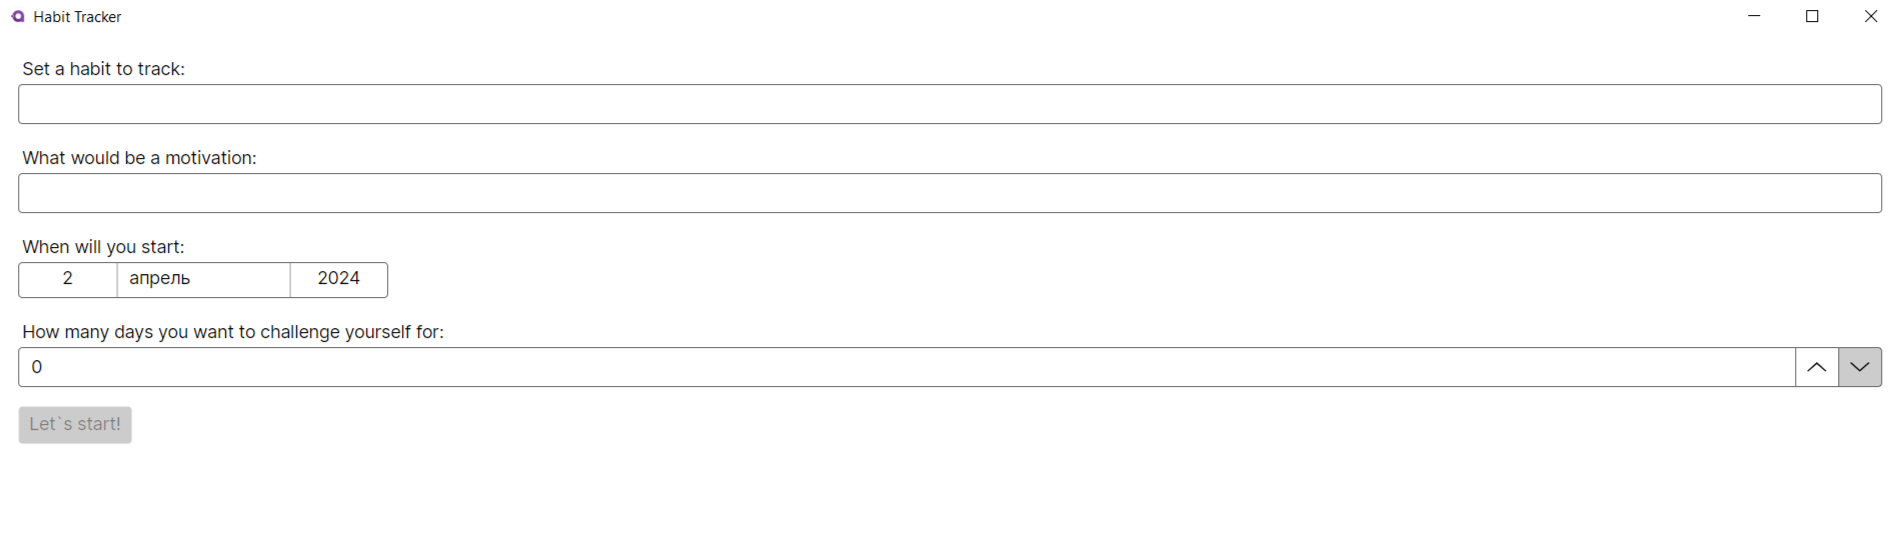 Habit Tracker
Set a habit to track:
What would be a motivation:
When will you start:
2 апрель 2024
How many days you want to challenge yourself for:
0
Let`s start!